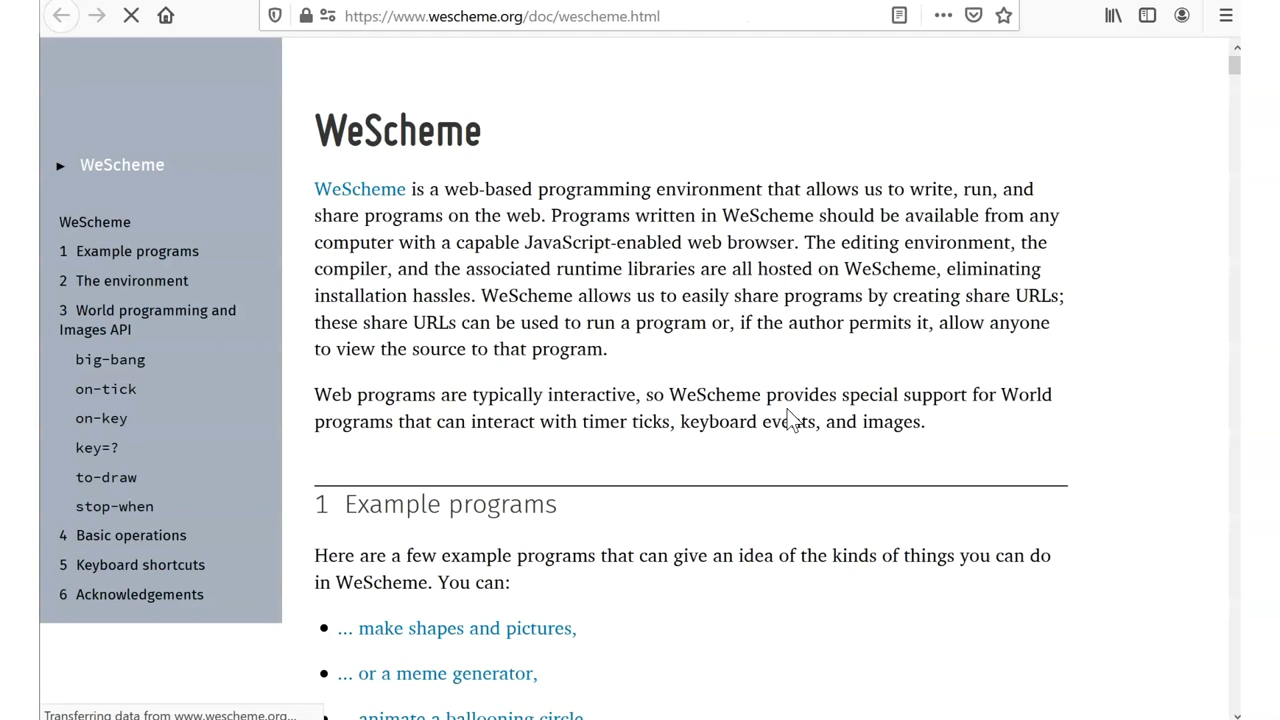 https://www.wescheme.org/doc/wescheme.html
WeScheme
WeScheme
1 Example programs
2 The environment
3 World programming and
Images API
big-bang
on-tick
on-key
key=?
to-draw
stop-when
4 Basic operations
5 Keyboard shortcuts
6 Acknowledgements
WeScheme
WeScheme is a web-based programming environment that allows us to write, run, and
share programs on the web. Programs written in WeScheme should be available from any
computer with a capable JavaScript-enabled web browser. The editing environment, the
compiler, and the associated runtime libraries are all hosted on WeScheme, eliminating
installation hassles. WeScheme allows us to easily share programs by creating share URLs;
these share URLs can be used to run a program or, if the author permits it, allow anyone
to view the source to that program.
Web programs are typically interactive, so WeScheme provides special support for World
programs that can interact with timer ticks, keyboard events, and images.
1 Example programs
Here are a few example programs that can give an idea of the kinds of things you can do
in WeScheme. You can:
• ... make shapes and pictures,
• ... or a meme generator,
• ... animate a ballooning circle
Transferring data from www.wescheme.org...